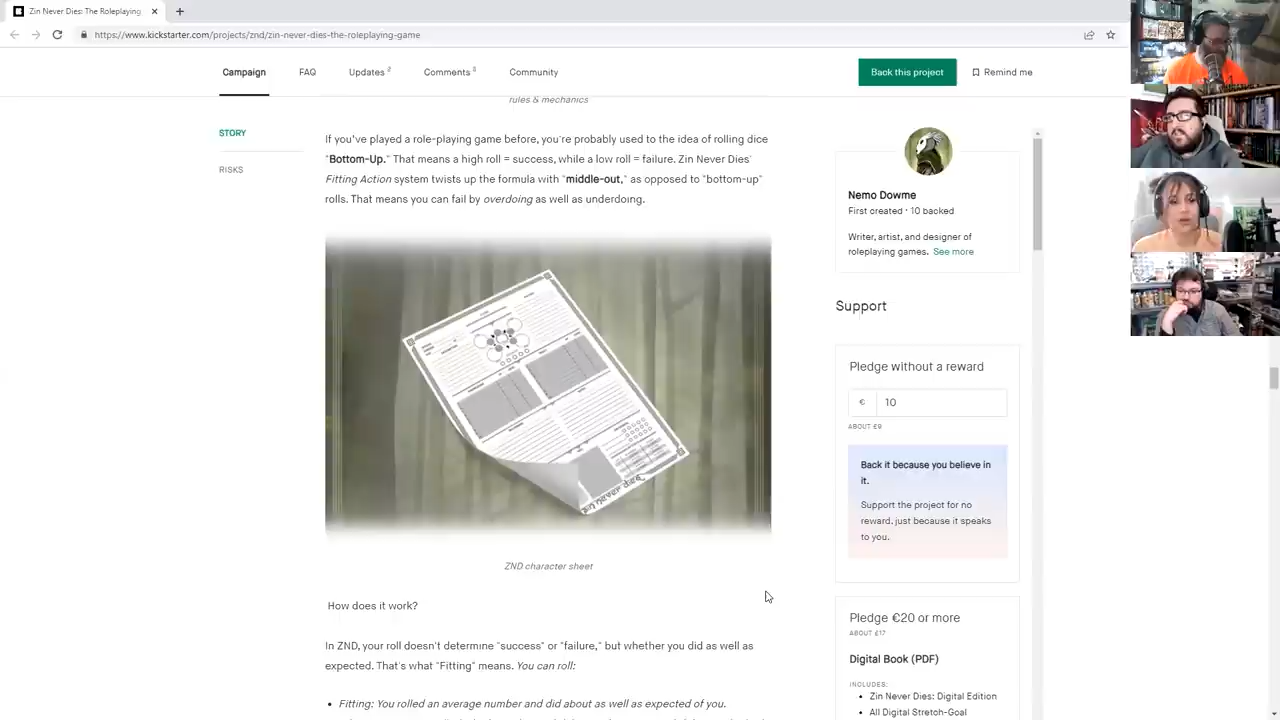 Zin Never Dies: The Roleplaying
https://www.kickstarter.com/projects/znd/zin-never-dies-the-roleplaying-game
Campaign
FAQ
Updates 2
Comments
Community
Back this project
Remind me
rules & mechanics
STORY
RISKS
If you've played a role-playing game before, you're probably used to the idea of rolling dice
"Bottom-Up." That means a high roll = success, while a low roll = failure. Zin Never Dies'
Fitting Action system twists up the formula with "middle-out," as opposed to "bottom-up"
rolls. That means you can fail by overdoing as well as underdoing.
zin never dies
ZND character sheet
How does it work?
In ZND, your roll doesn't determine "success" or "failure," but whether you did as well as
expected. That's what "Fitting" means. You can roll:
• Fitting: You rolled an average number and did about as well as expected of you.
Nemo Dowme
First created · 10 backed
Writer, artist, and designer of
roleplaying games. See more
Support
Pledge without a reward
€ 10
ABOUT £9
Back it because you believe in
it.
Support the project for no
reward, just because it speaks
to you.
Pledge €20 or more
ABOUT £17
Digital Book (PDF)
INCLUDES:
• Zin Never Dies: Digital Edition
• All Digital Stretch-Goal